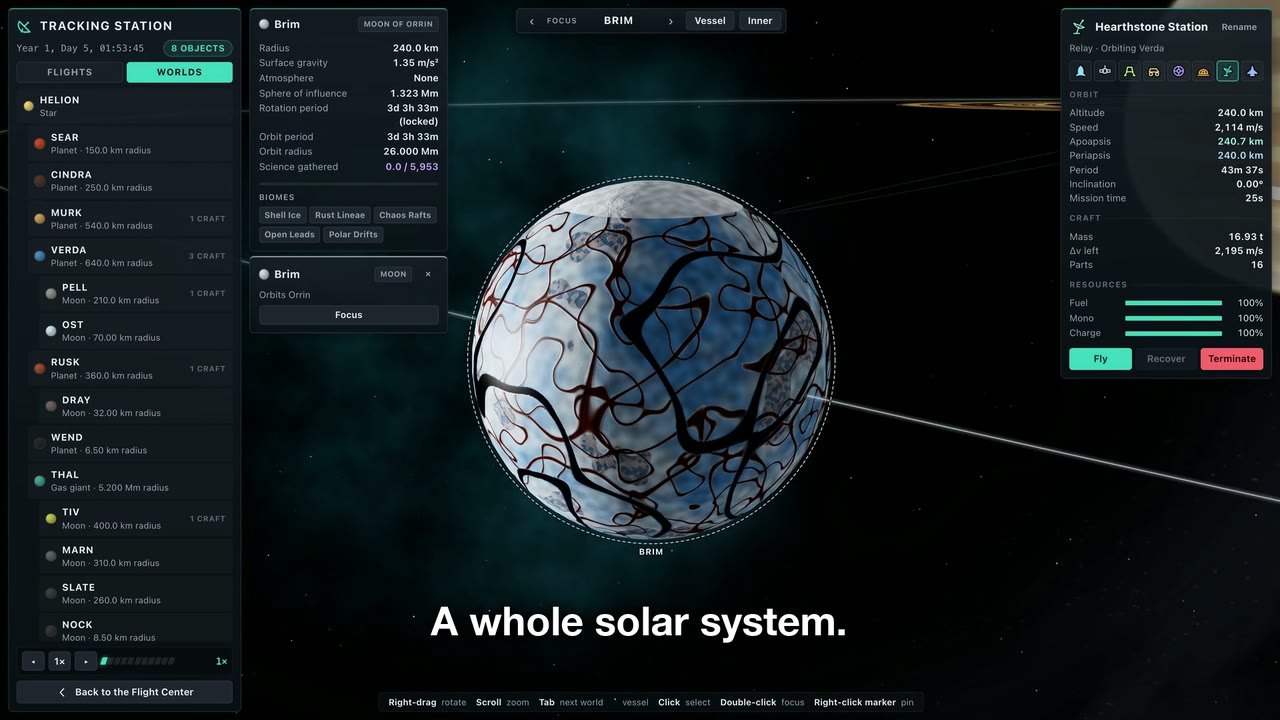 TRACKING STATION
Year 1, Day 5, 01:53:45
8 OBJECTS
FLIGHTS
WORLDS
HELION
Star
SEAR
Planet · 150.0 km radius
CINDRA
Planet · 250.0 km radius
MURK
Planet · 540.0 km radius
1 CRAFT
VERDA
Planet · 640.0 km radius
3 CRAFT
PELL
Moon · 210.0 km radius
1 CRAFT
OST
Moon · 70.00 km radius
RUSK
Planet · 360.0 km radius
1 CRAFT
DRAY
Moon · 32.00 km radius
WEND
Planet · 6.50 km radius
THAL
Gas giant · 5.200 Mm radius
TIV
Moon · 400.0 km radius
1 CRAFT
MARN
Moon · 310.0 km radius
SLATE
Moon · 260.0 km radius
NOCK
Moon · 8.50 km radius
1×
1×
Back to the Flight Center
Brim
MOON OF ORRIN
Radius 240.0 km
Surface gravity 1.35 m/s²
Atmosphere None
Sphere of influence 1.323 Mm
Rotation period 3d 3h 33m
(locked)
Orbit period 3d 3h 33m
Orbit radius 26.000 Mm
Science gathered 0.0 / 5,953
BIOMES
Shell Ice Rust Lineae Chaos Rafts
Open Leads Polar Drifts
Brim
MOON ×
Orbits Orrin
Focus
‹ FOCUS BRIM › Vessel Inner
BRIM
A whole solar system.
Right-drag rotate Scroll zoom Tab next world ` vessel Click select Double-click focus Right-click marker pin
Hearthstone Station
Rename
Relay · Orbiting Verda
ORBIT
Altitude 240.0 km
Speed 2,114 m/s
Apoapsis 240.7 km
Periapsis 240.0 km
Period 43m 37s
Inclination 0.00°
Mission time 25s
CRAFT
Mass 16.93 t
Δv left 2,195 m/s
Parts 16
RESOURCES
Fuel 100%
Mono 100%
Charge 100%
Fly Recover Terminate